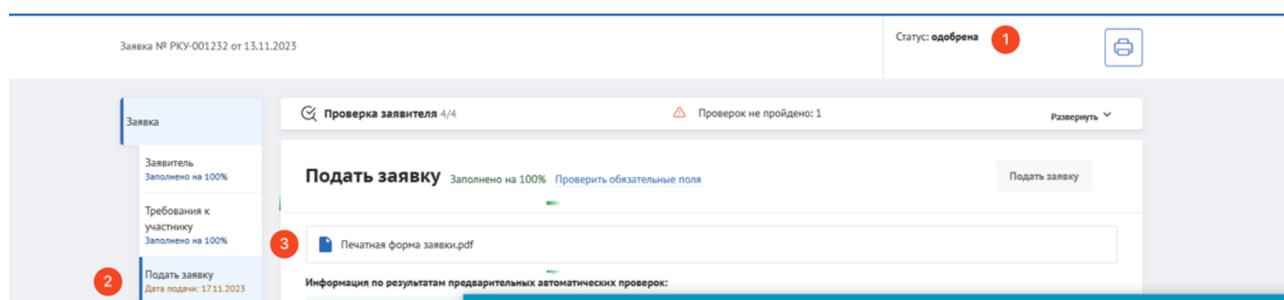 Заявка № РКУ-001232 от 13.11.2023
Статус: одобрена
1
Заявка
Проверка заявителя 4/4
Проверок не пройдено: 1
Развернуть
Заявитель
Заполнено на 100%
Подать заявку Заполнено на 100% Проверить обязательные поля
Подать заявку
Требования к
участнику
Заполнено на 100%
3
Печатная форма заявки.pdf
2
Подать заявку
Дата подачи: 17.11.2023
Информация по результатам предварительных автоматических проверок: